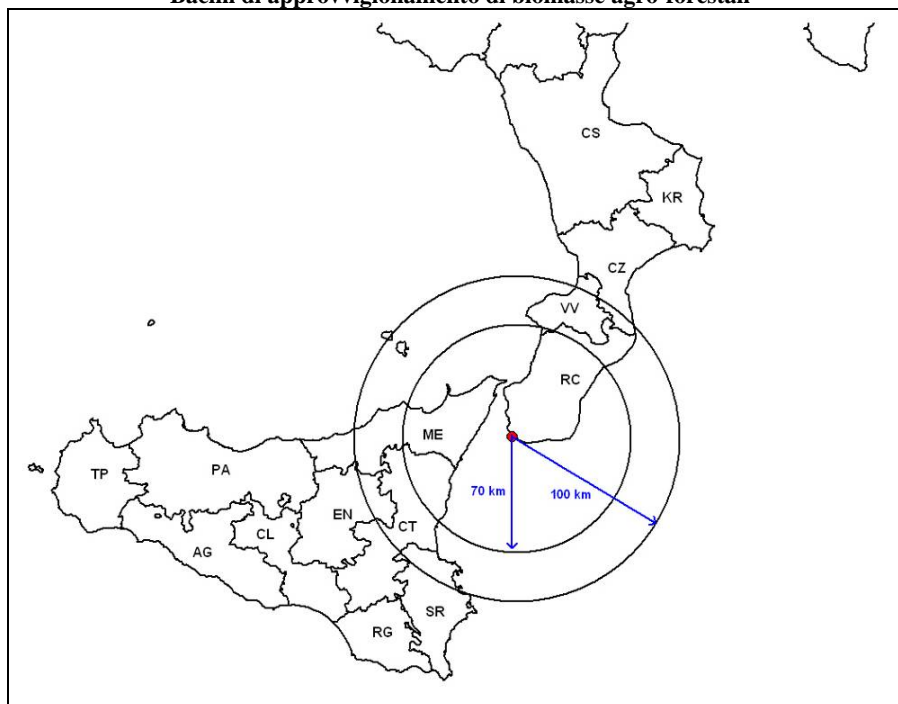 Bacini di approvvigionamento di biomasse agro-forestali
CS
KR
CZ
VV
RC
ME
TP
PA
EN
CT
CL
AG
SR
RG
70 km
100 km